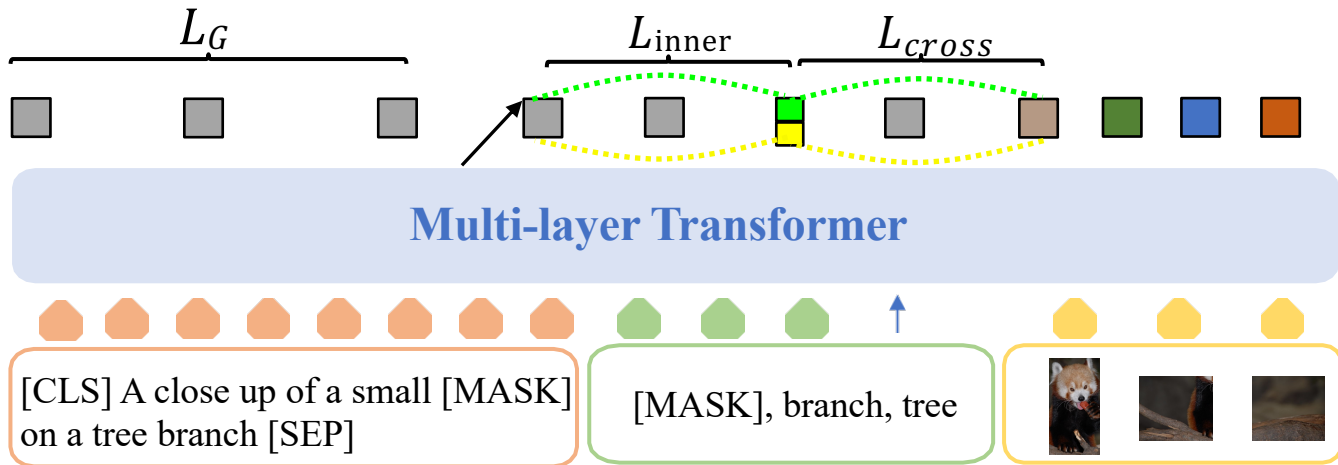 L_G
L_inner
L_cross
Multi-layer Transformer
[CLS] A close up of a small [MASK]
on a tree branch [SEP]
[MASK], branch, tree